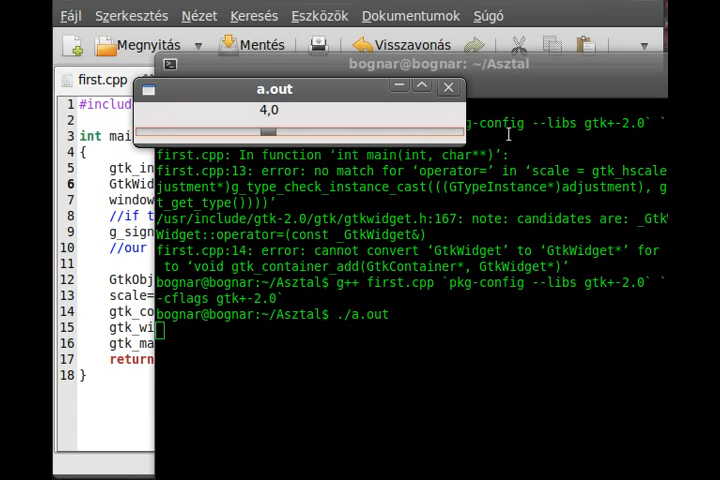 Fájl Szerkesztés Nézet Keresés Eszközök Dokumentumok Súgó
Megnyitás Mentés Visszavonás
bognar@bognar: ~/Asztal
first.cpp
a.out
4,0
1 #includ
2
3 int mai
4 {
5 gtk_in
6 GtkWid
7 window
8 //if t
9 g_sign
10 //our
11
12 GtkObj
13 scale=
14 gtk_co
15 gtk_wi
16 gtk_ma
17 return
18 }
g-config --libs gtk+-2.0` `
first.cpp: In function ‘int main(int, char**)’:
first.cpp:13: error: no match for ‘operator=’ in ‘scale = gtk_hscale
justment*)g_type_check_instance_cast(((GTypeInstance*)adjustment), g
t_get_type())))’
/usr/include/gtk-2.0/gtk/gtkwidget.h:167: note: candidates are: _Gtk
Widget::operator=(const _GtkWidget&)
first.cpp:14: error: cannot convert ‘GtkWidget’ to ‘GtkWidget*’ for
to ‘void gtk_container_add(GtkContainer*, GtkWidget*)’
bognar@bognar:~/Asztal$ g++ first.cpp `pkg-config --libs gtk+-2.0` `
-cflags gtk+-2.0`
bognar@bognar:~/Asztal$ ./a.out